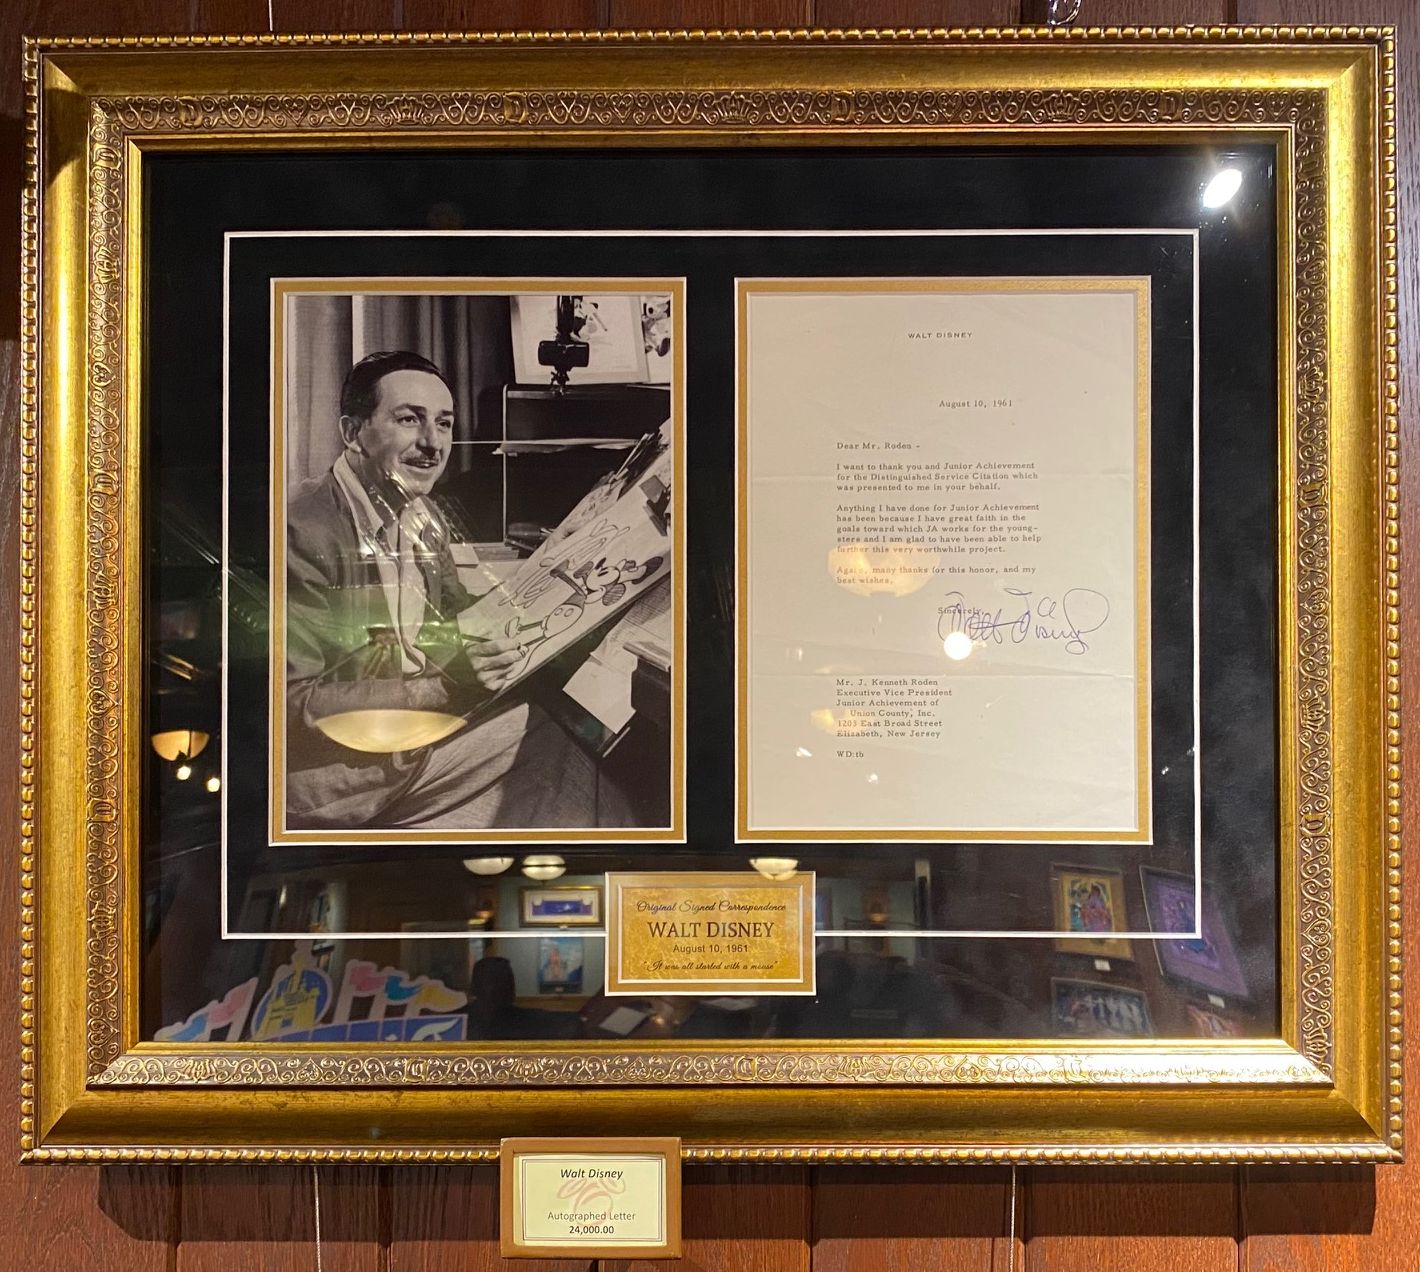 WALT DISNEY
August 10, 1961
Dear Mr. Roden -
I want to thank you and Junior Achievement
for the Distinguished Service Citation which
was presented to me in your behalf.
Anything I have done for Junior Achievement
has been because I have great faith in the
goals toward which JA works for the young-
sters and I am glad to have been able to help
further this very worthwhile project.
Again, many thanks for this honor, and my
best wishes,
Sincerely,
Walt Disney
Mr. J. Kenneth Roden
Executive Vice President
Junior Achievement of
Union County, Inc.
1203 East Broad Street
Elizabeth, New Jersey
WD:tb
Original Signed Correspondence
WALT DISNEY
August 10, 1961
"It was all started with a mouse"
Walt Disney
Autographed Letter
24,000.00